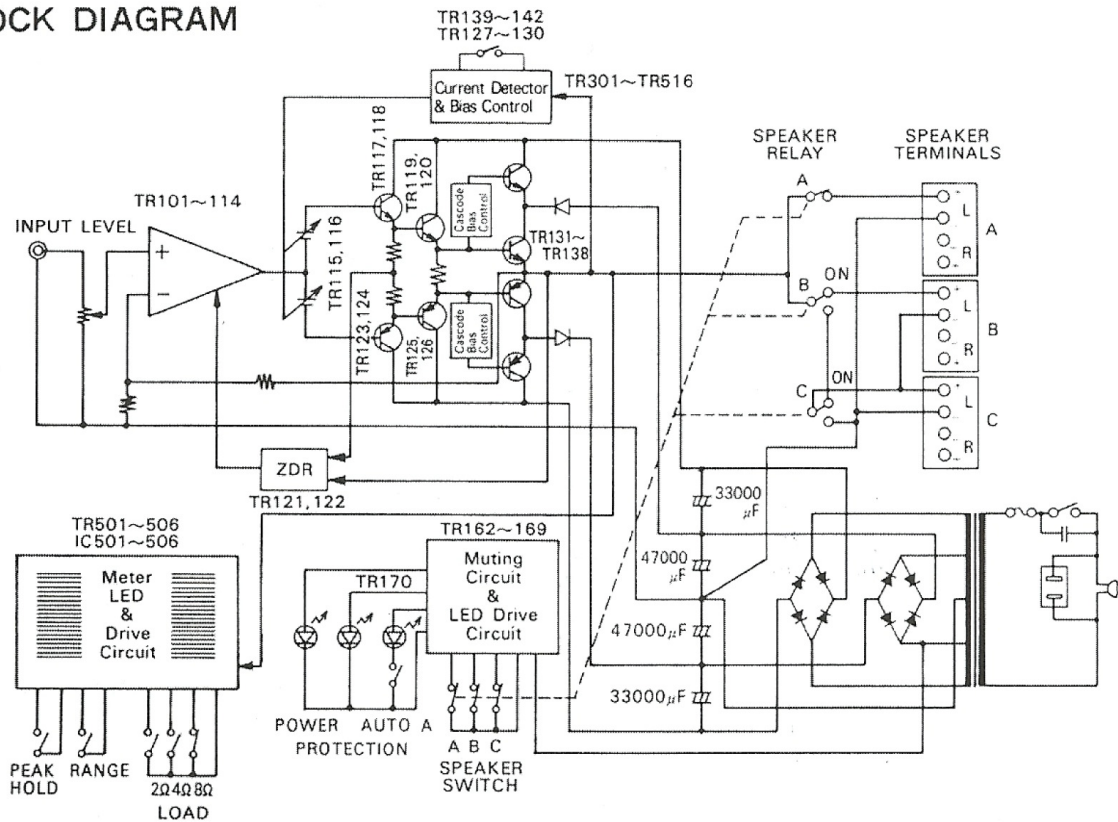 OCK DIAGRAM
TR139~142
TR127~130
TR301~TR516
Current Detector
& Bias Control
TR117,118
TR119,
120
SPEAKER
RELAY
SPEAKER
TERMINALS
TR101~114
INPUT LEVEL
+
−
TR115,116
Cascode
Bias
Control
TR131~
TR138
TR123,124
TR125,
126
Cascode
Bias
Control
A
+
L
−
+
R
−
A
B
ON
+
L
−
+
R
−
B
C
ON
+
L
−
+
R
−
C
ZDR
TR121,122
33000
μF
47000
μF
47000μF
33000μF
TR501~506
IC501~506
Meter
LED
&
Drive
Circuit
TR162~169
Muting
Circuit
&
LED Drive
Circuit
TR170
POWER
AUTO A
PROTECTION
A B C
SPEAKER
SWITCH
PEAK
HOLD
RANGE
2Ω 4Ω 8Ω
LOAD